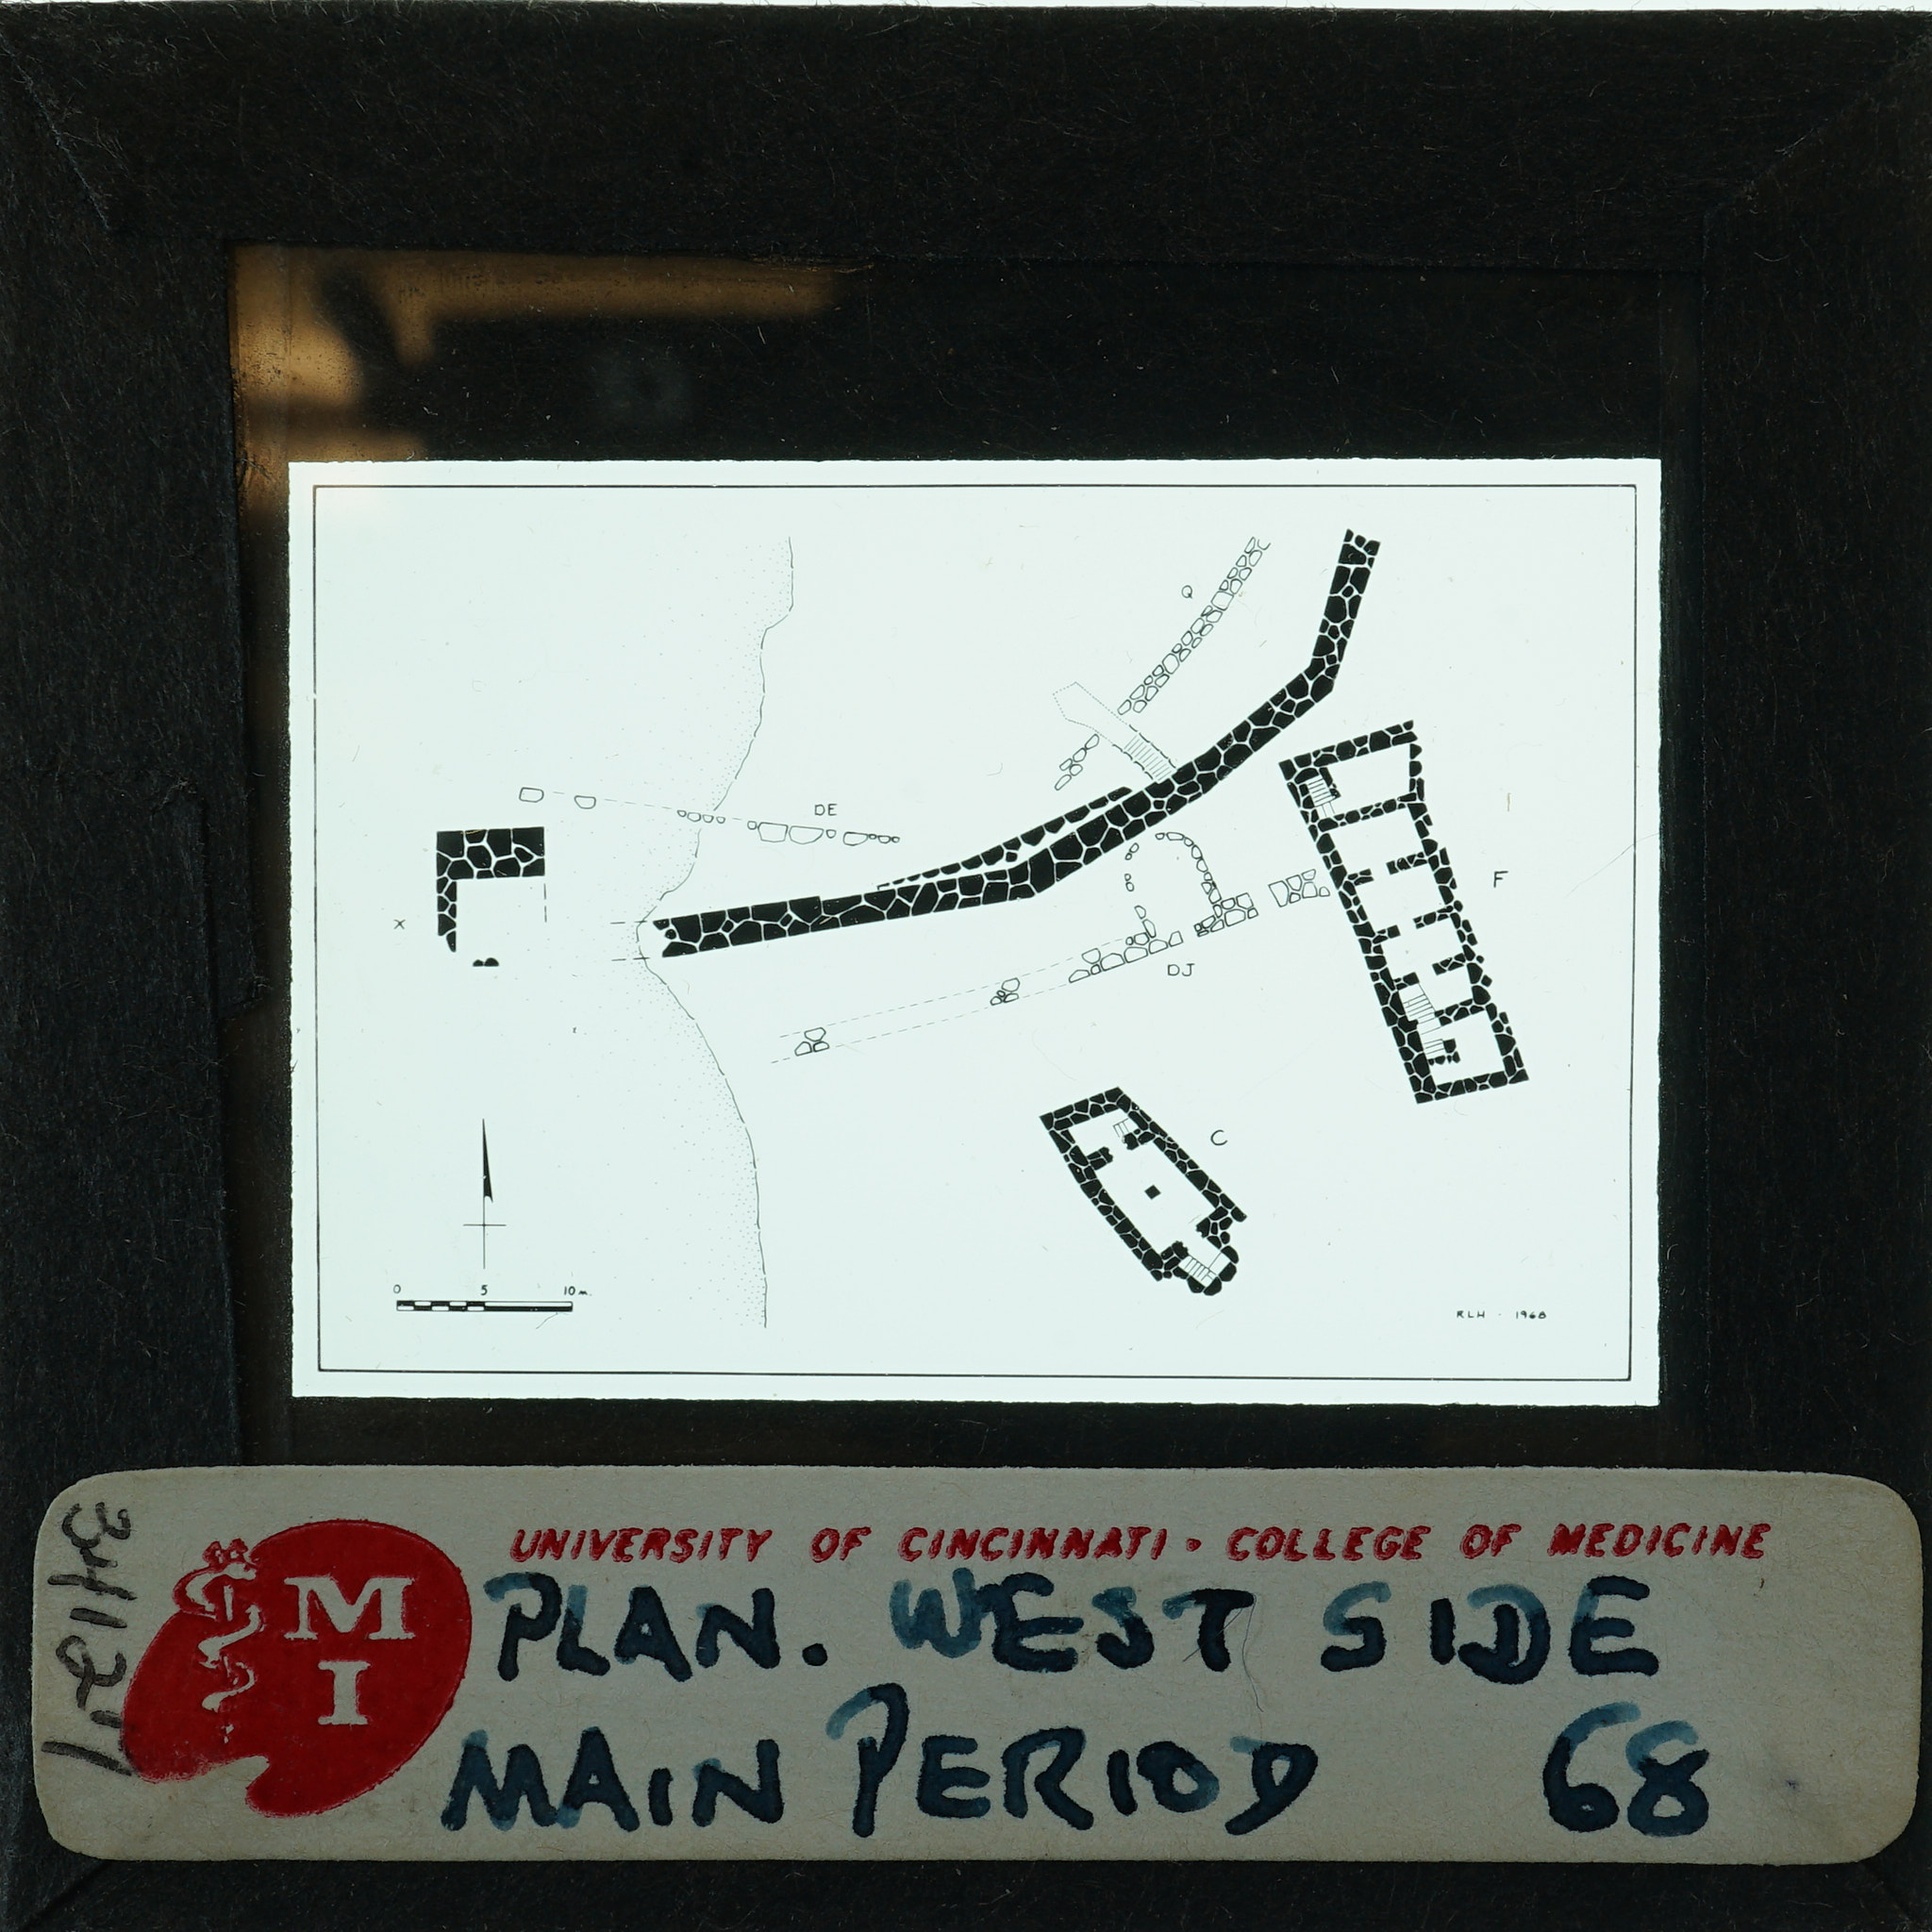 Q
DE
X
F
DJ
C
0 5 10 m.
RLH - 1968
UNIVERSITY OF CINCINNATI • COLLEGE OF MEDICINE
M
I
PLAN. WEST SIDE
MAIN PERIOD 68